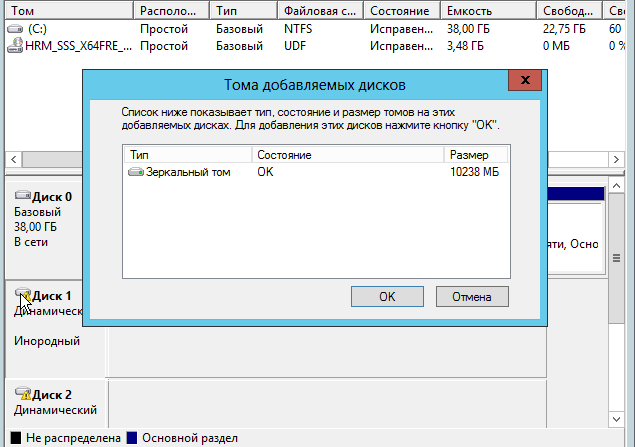 Том Располо... Тип Файловая с... Состояние Емкость Свобод... Сво
(C:) Простой Базовый NTFS Исправен... 38,00 ГБ 22,75 ГБ 60
HRM_SSS_X64FRE_... Простой Базовый UDF Исправен... 3,48 ГБ 0 МБ 0 %
Тома добавляемых дисков
Список ниже показывает тип, состояние и размер томов на этих
добавляемых дисках. Для добавления этих дисков нажмите кнопку "OK".
Тип Состояние Размер
Зеркальный том OK 10238 МБ
OK Отмена
Диск 0
Базовый
38,00 ГБ
В сети
яти, Осно
Диск 1
Динамическ
Инородный
Диск 2
Динамический
Не распределена Основной раздел